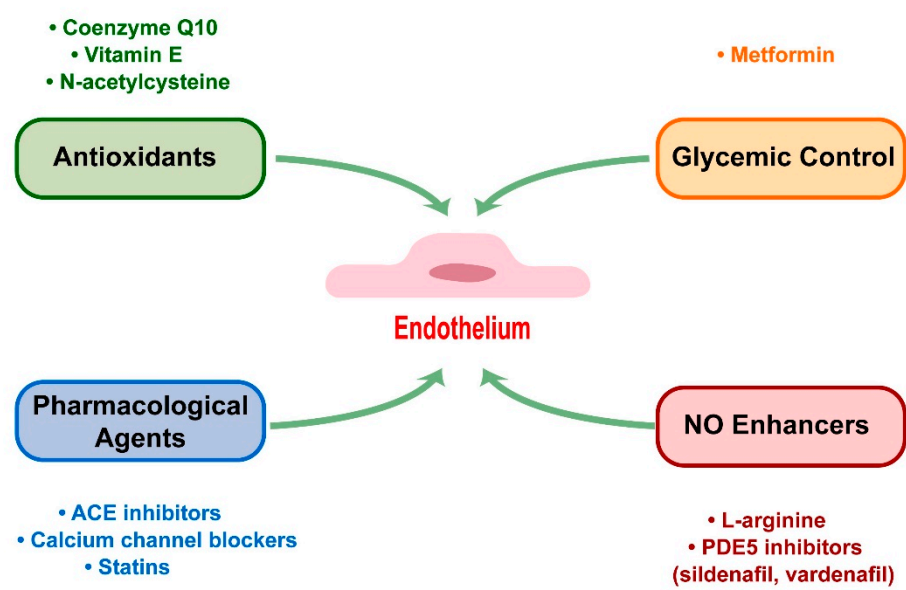 • Coenzyme Q10
• Vitamin E
• N-acetylcysteine
Antioxidants
• Metformin
Glycemic Control
Endothelium
Pharmacological
Agents
• ACE inhibitors
• Calcium channel blockers
• Statins
NO Enhancers
• L-arginine
• PDE5 inhibitors
(sildenafil, vardenafil)